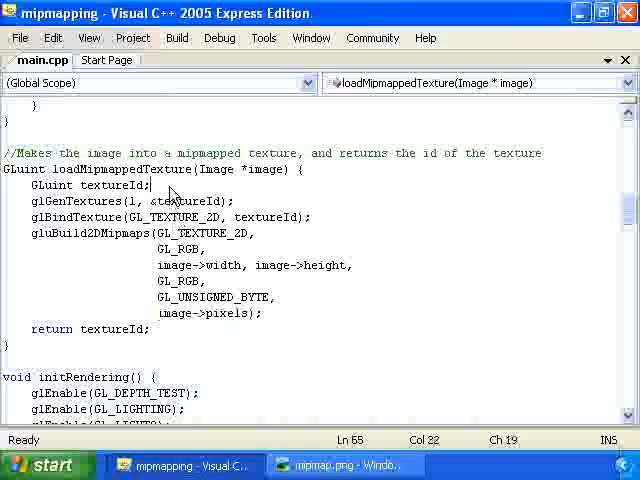 mipmapping - Visual C++ 2005 Express Edition
File Edit View Project Build Debug Tools Window Community Help
main.cpp Start Page
(Global Scope) loadMipmappedTexture(Image * image)
}
}
//Makes the image into a mipmapped texture, and returns the id of the texture
GLuint loadMipmappedTexture(Image *image) {
GLuint textureId;
glGenTextures(1, &textureId);
glBindTexture(GL_TEXTURE_2D, textureId);
gluBuild2DMipmaps(GL_TEXTURE_2D,
GL_RGB,
image->width, image->height,
GL_RGB,
GL_UNSIGNED_BYTE,
image->pixels);
return textureId;
}
void initRendering() {
glEnable(GL_DEPTH_TEST);
glEnable(GL_LIGHTING);
Ready Ln 65 Col 22 Ch 19 INS
start mipmapping - Visual C... mipmap.png - Windo...